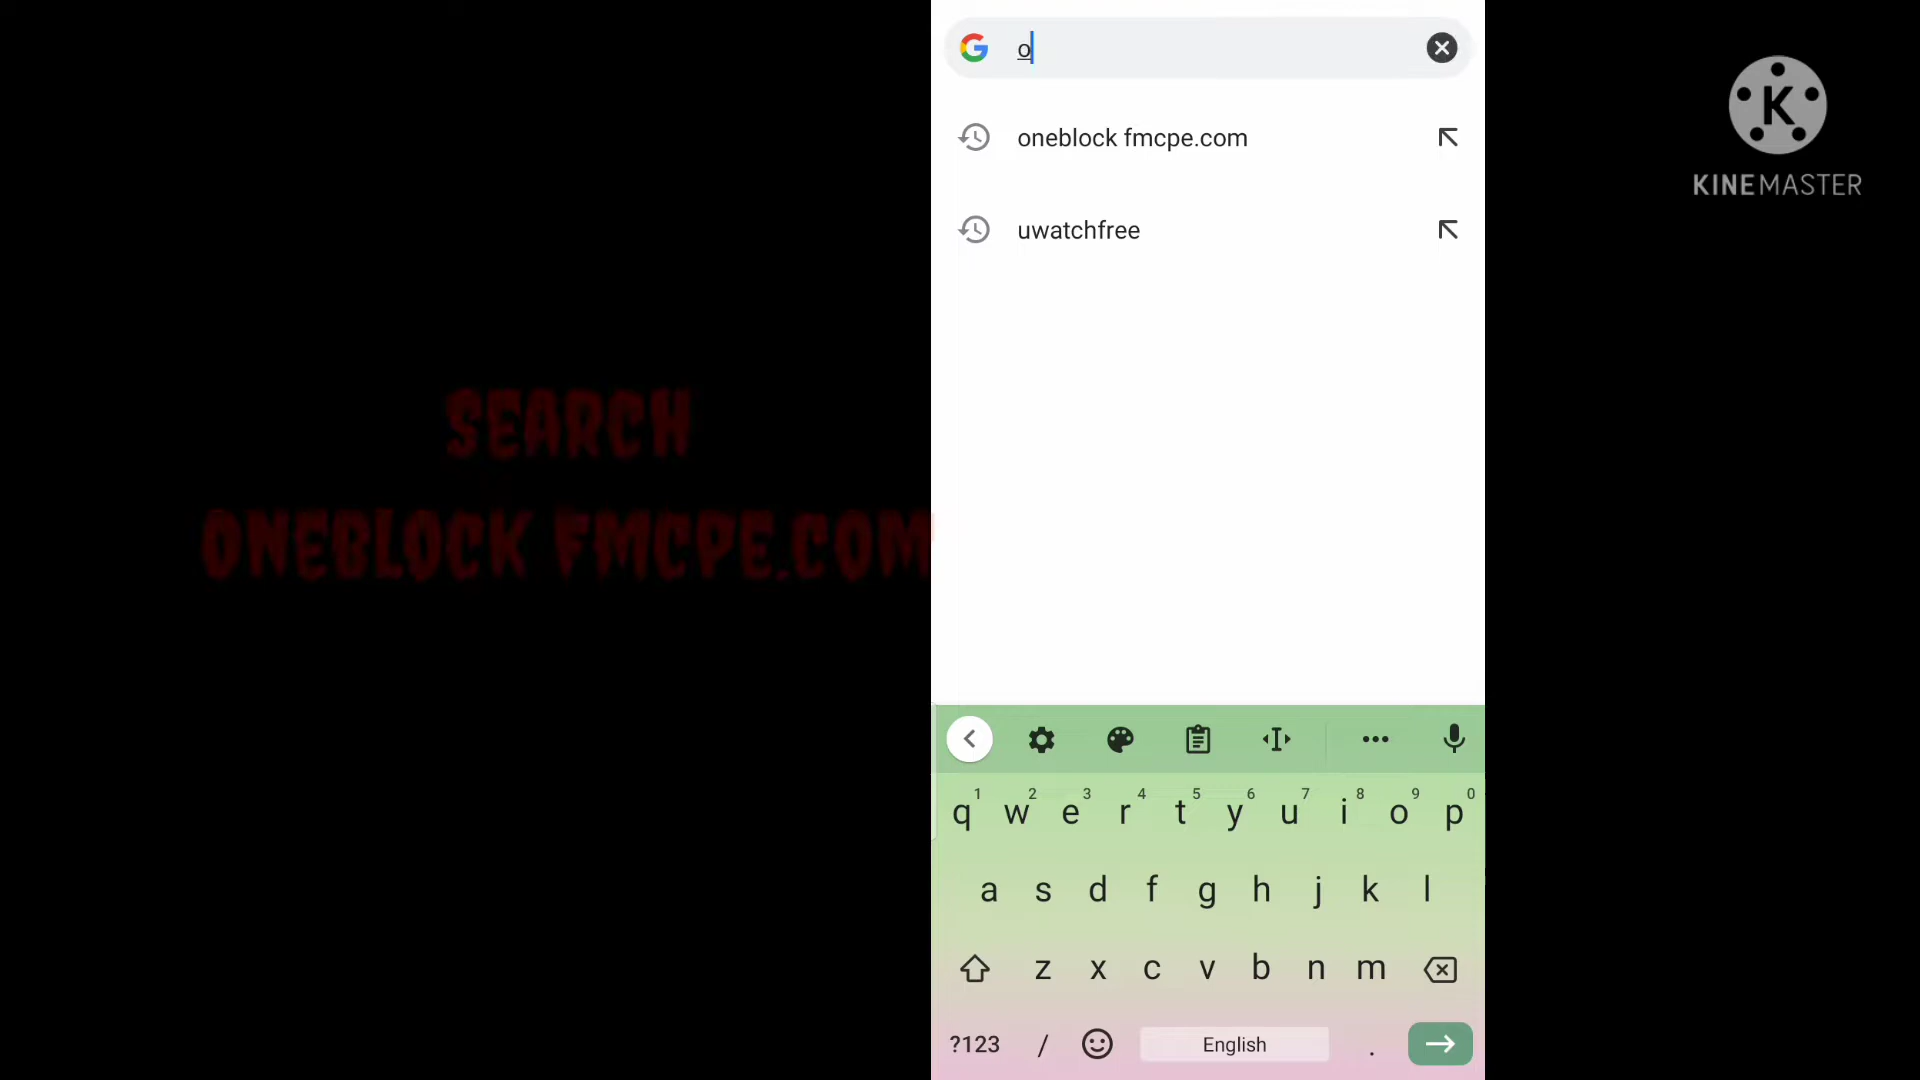 o
oneblock fmcpe.com
uwatchfree
KINEMASTER
K
SEARCH
ONEBLOCK FMCPE.COM
1 2 3 4 5 6 7 8 9 0
q w e r t y u i o p
a s d f g h j k l
z x c v b n m
?123 / English .